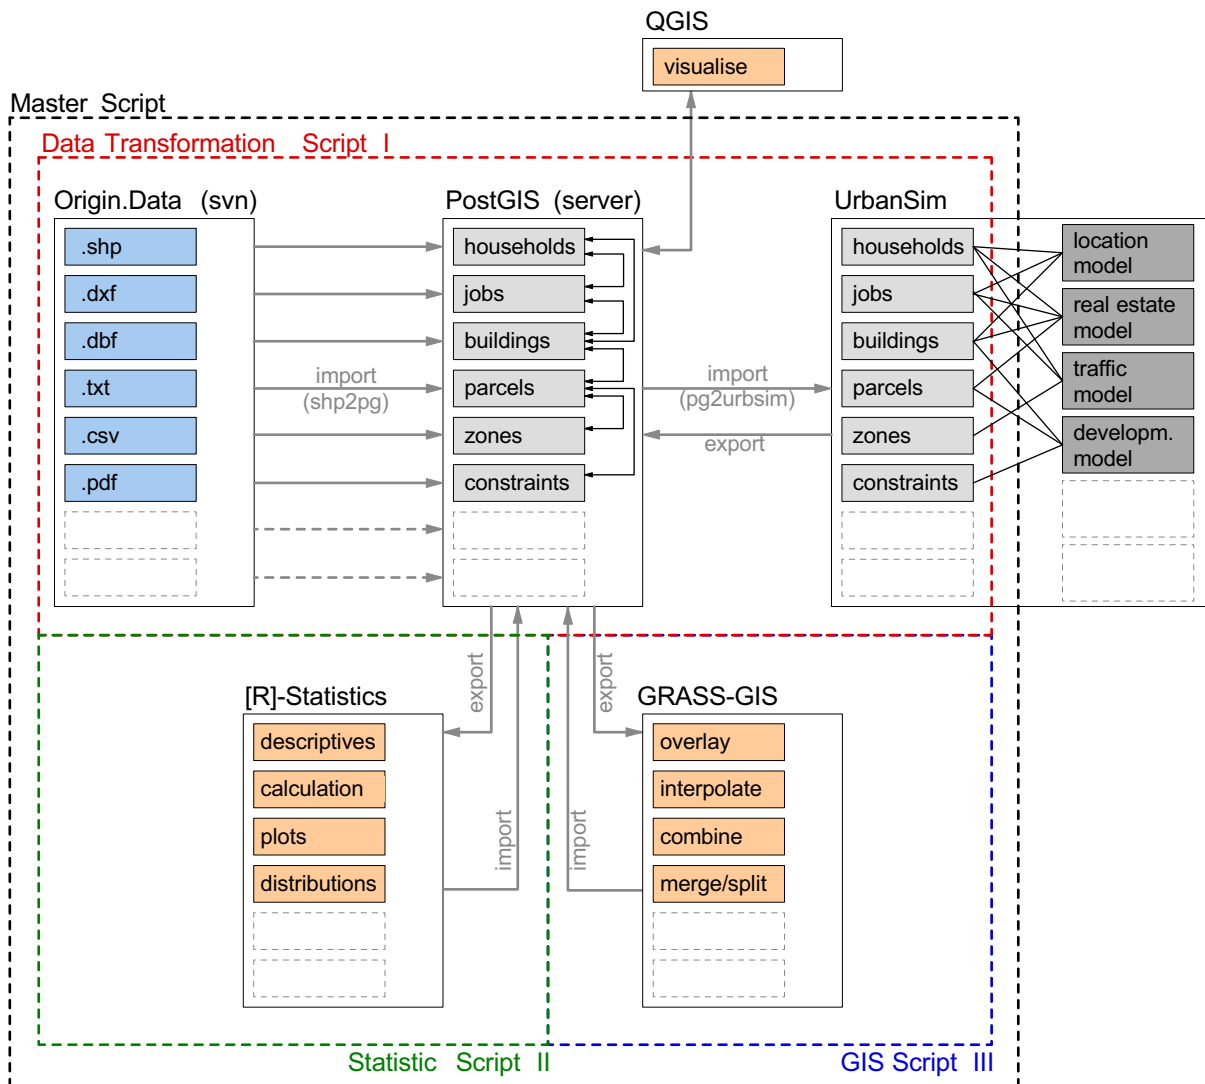 QGIS
visualise
Master Script
Data Transformation Script I
Origin.Data (svn)
.shp
.dxf
.dbf
.txt
.csv
.pdf
import
(shp2pg)
PostGIS (server)
households
jobs
buildings
parcels
zones
constraints
import
(pg2urbsim)
export
UrbanSim
households
jobs
buildings
parcels
zones
constraints
location
model
real estate
model
traffic
model
developm.
model
export
import
import
export
[R]-Statistics
descriptives
calculation
plots
distributions
GRASS-GIS
overlay
interpolate
combine
merge/split
Statistic Script II
GIS Script III